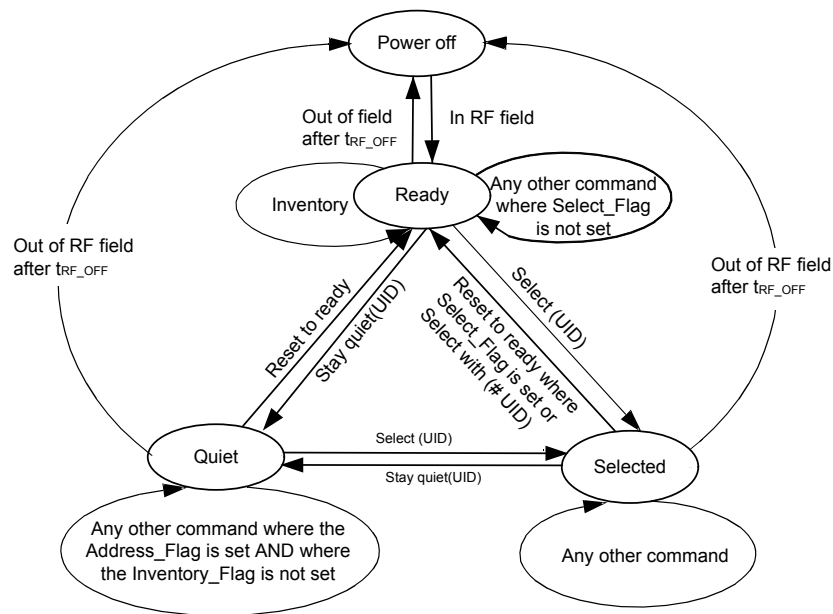 Power off
Out of field
after tRF_OFF
In RF field
Inventory
Ready
Any other command
where Select_Flag
is not set
Out of RF field
after tRF_OFF
Out of RF field
after tRF_OFF
Reset to ready
Stay quiet(UID)
Reset to ready where
Select_Flag is set or
Select with (# UID)
Select (UID)
Quiet
Select (UID)
Stay quiet(UID)
Selected
Any other command where the
Address_Flag is set AND where
the Inventory_Flag is not set
Any other command